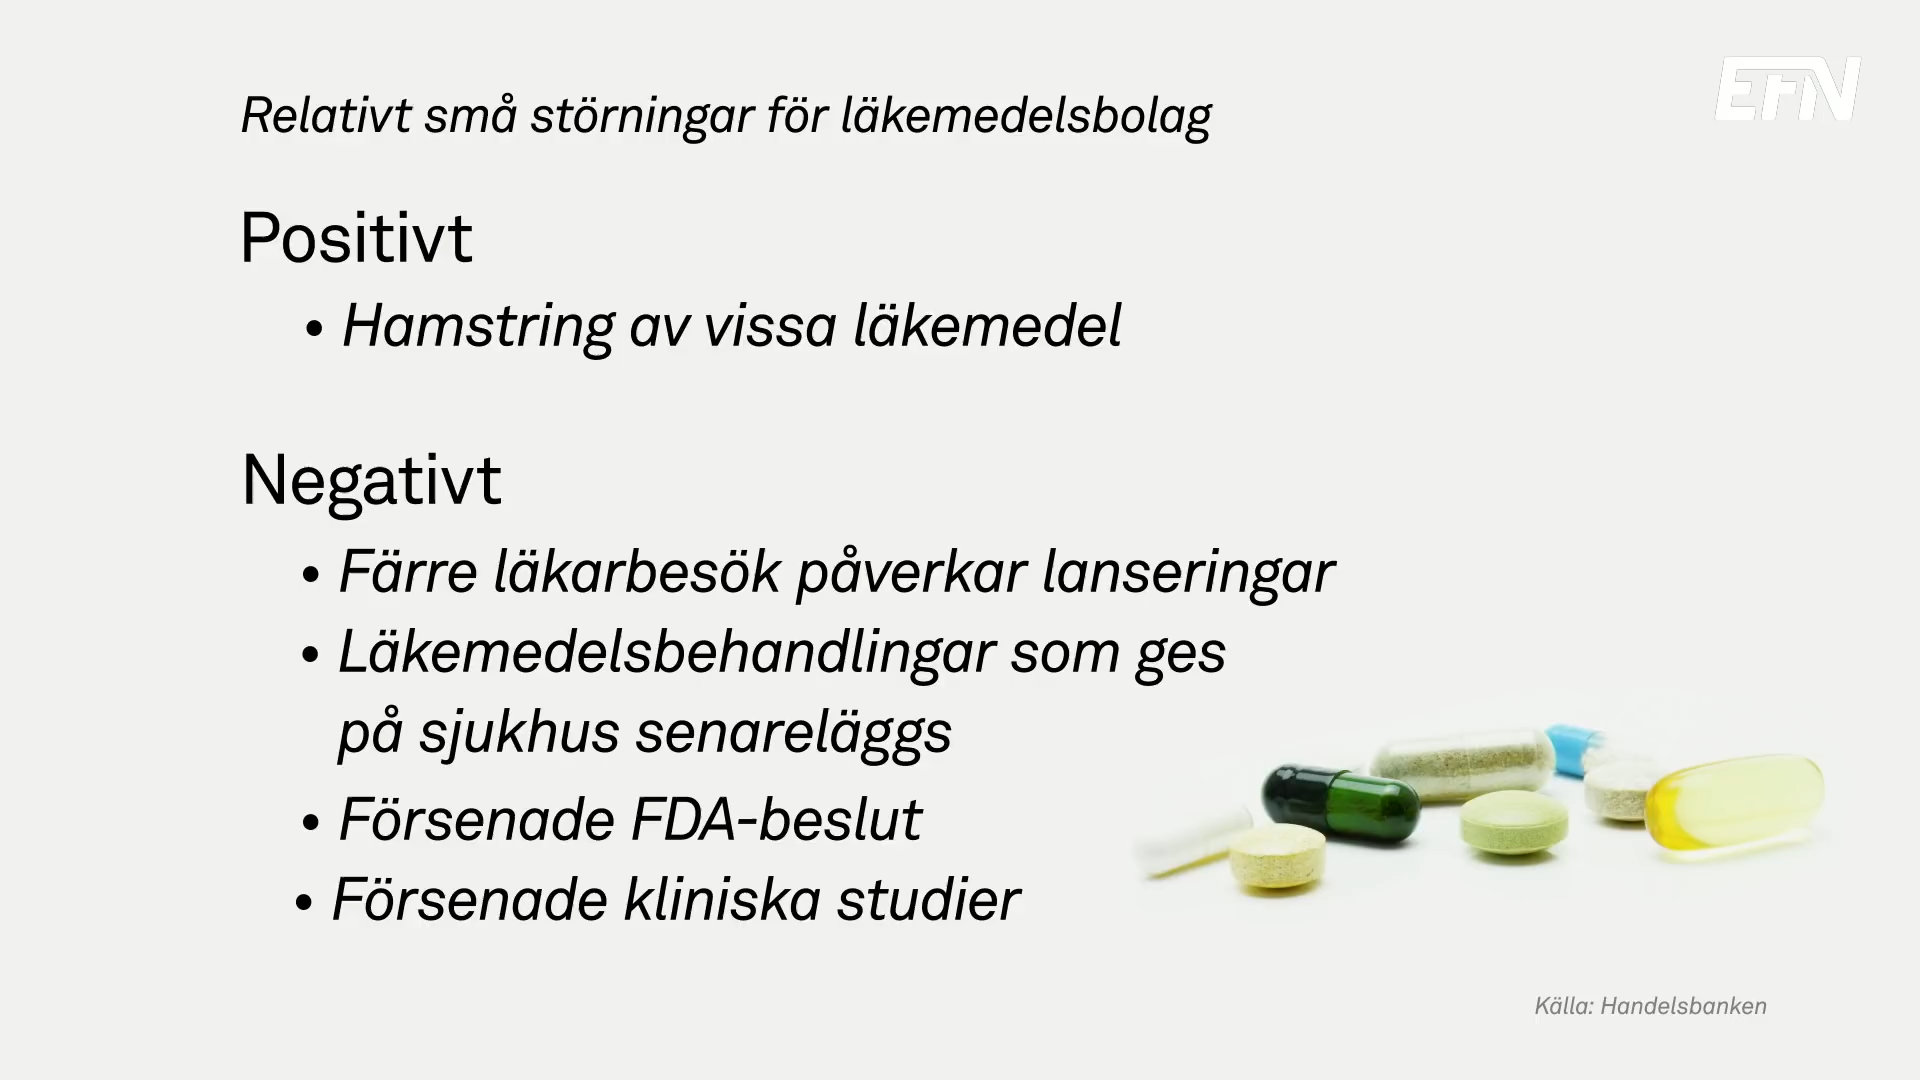 Relativt små störningar för läkemedelsbolag
EFN
Positivt
• Hamstring av vissa läkemedel
Negativt
• Färre läkarbesök påverkar lanseringar
• Läkemedelsbehandlingar som ges
på sjukhus senareläggs
• Försenade FDA-beslut
• Försenade kliniska studier
Källa: Handelsbanken